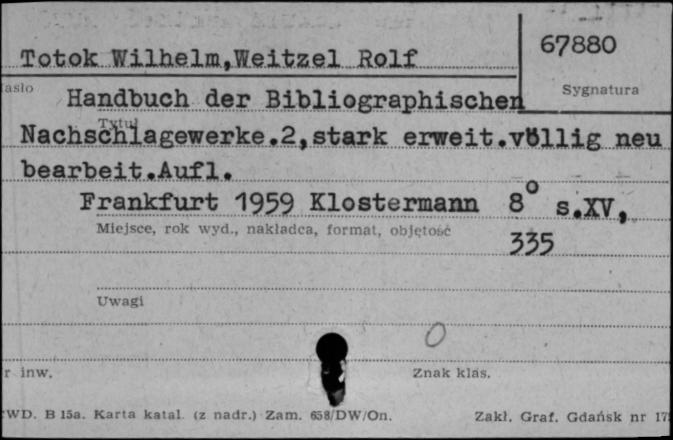 Totok Wilhelm,Weitzel Rolf
67880
Sygnatura
Handbuch der Bibliographischen
Tytuł
Nachschlagewerke.2,stark erweit.völlig neu
bearbeit.Aufl.
Frankfurt 1959 Klostermann 8° s.XV,
Miejsce, rok wyd., nakładca, format, objętość
335
Uwagi
0
r inw.
Znak klas.
WD. B 15a. Karta katal. (z nadr.) Zam. 658/DW/On.
Zakł. Graf. Gdańsk nr 17